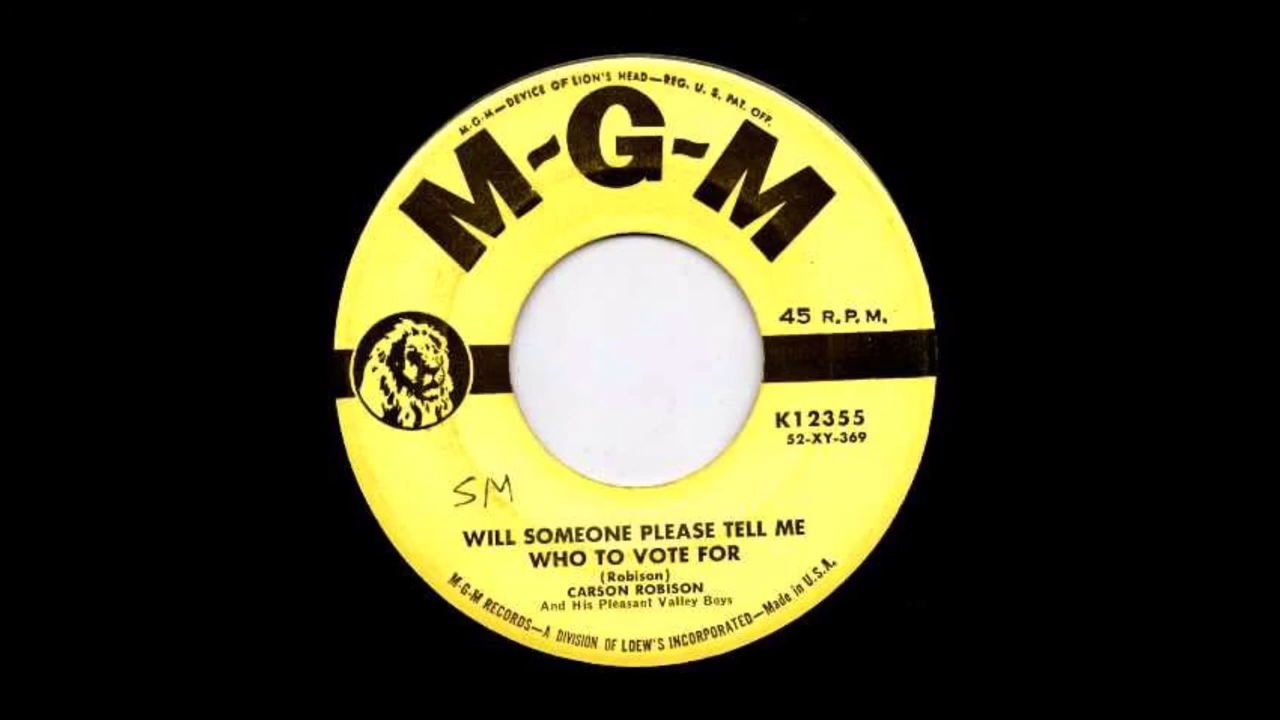 M-G-M—DEVICE OF LION'S HEAD—REG. U. S. PAT. OFF.
M-G-M
45 R.P.M.
K12355
52-XY-369
SM
WILL SOMEONE PLEASE TELL ME
WHO TO VOTE FOR
(Robison)
CARSON ROBISON
And His Pleasant Valley Boys
M-G-M RECORDS—A DIVISION OF LOEW'S INCORPORATED—Made in U.S.A.